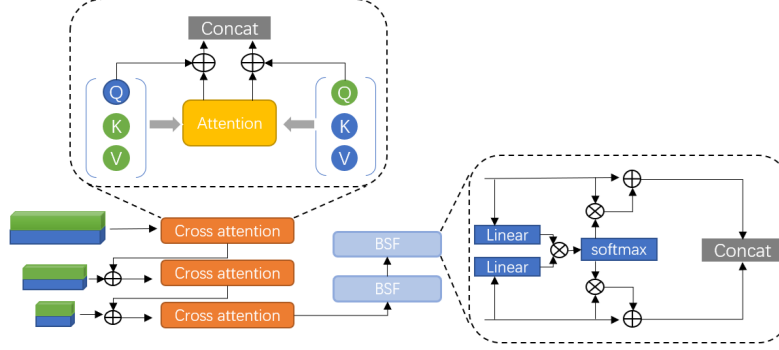 Concat
Q
K
V
Attention
Q
K
V
Cross attention
Cross attention
Cross attention
BSF
BSF
Linear
Linear
softmax
Concat